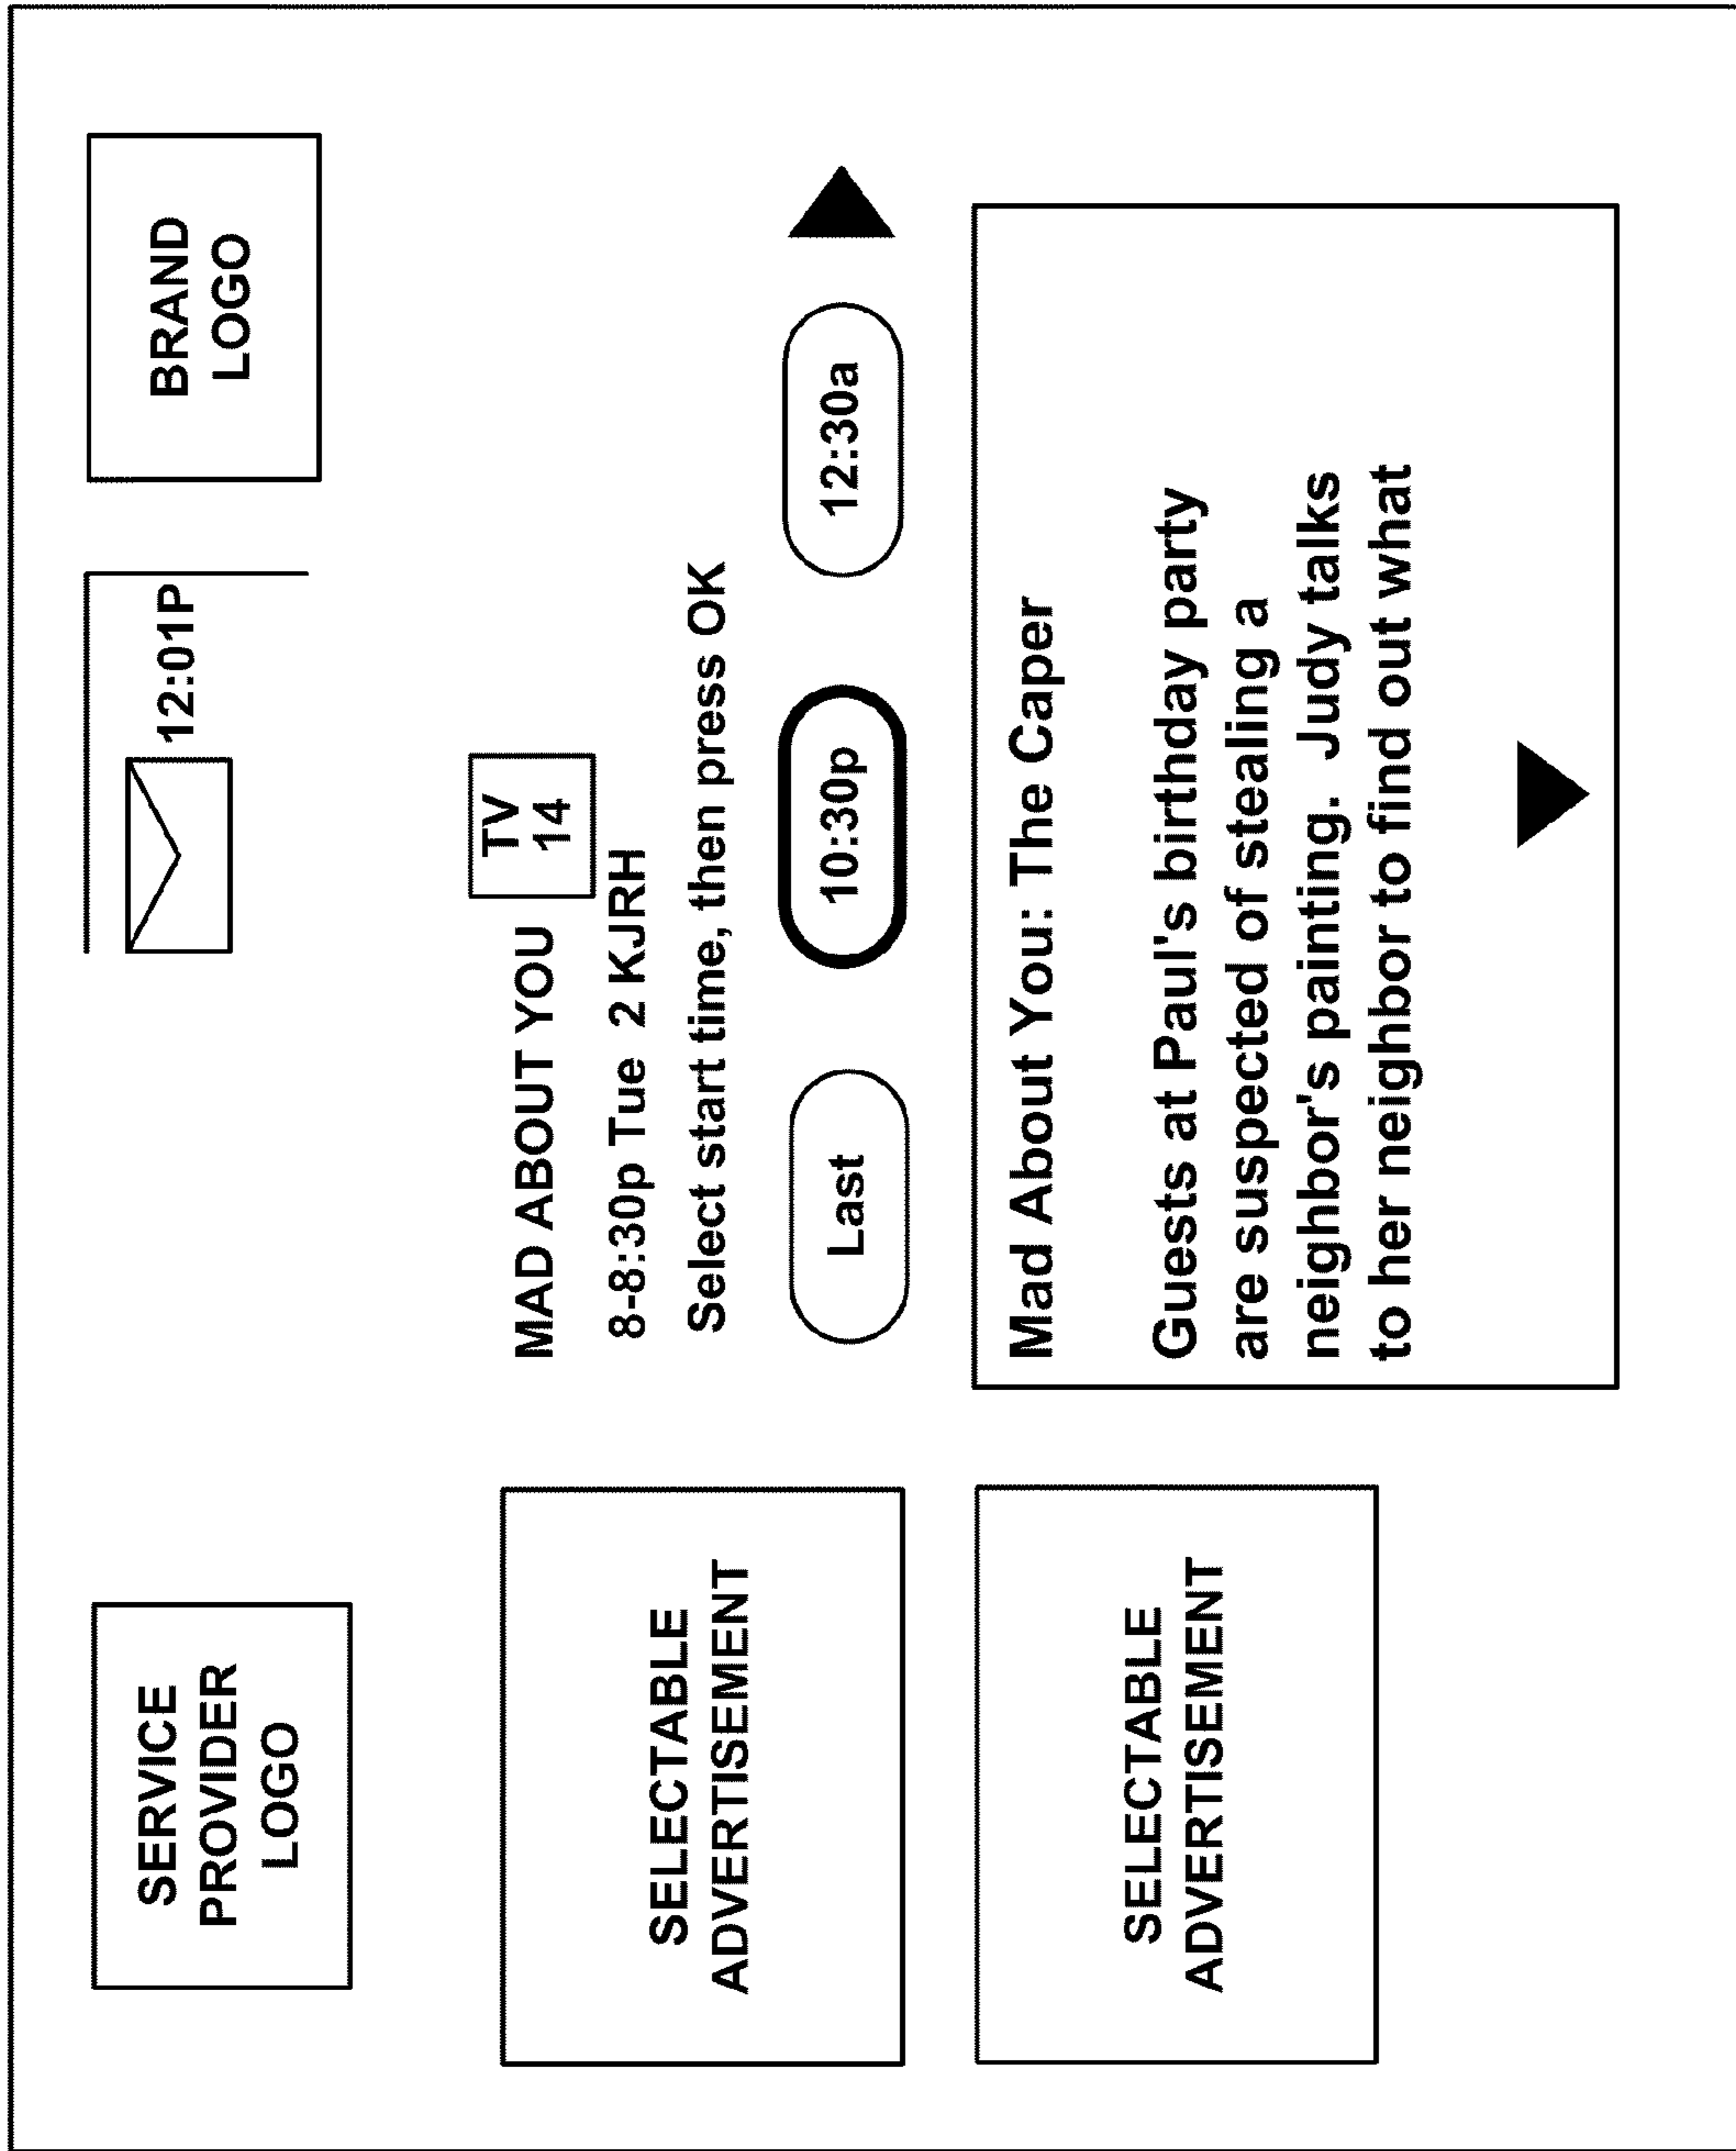 SERVICE
PROVIDER
LOGO
12:01P
BRAND
LOGO
SELECTABLE
ADVERTISEMENT
SELECTABLE
ADVERTISEMENT
MAD ABOUT YOU
TV
14
8-8:30p Tue 2 KJRH
Select start time, then press OK
Last
10:30p
12:30a
Mad About You: The Caper
Guests at Paul's birthday party
are suspected of stealing a
neighbor's painting. Judy talks
to her neighbor to find out what